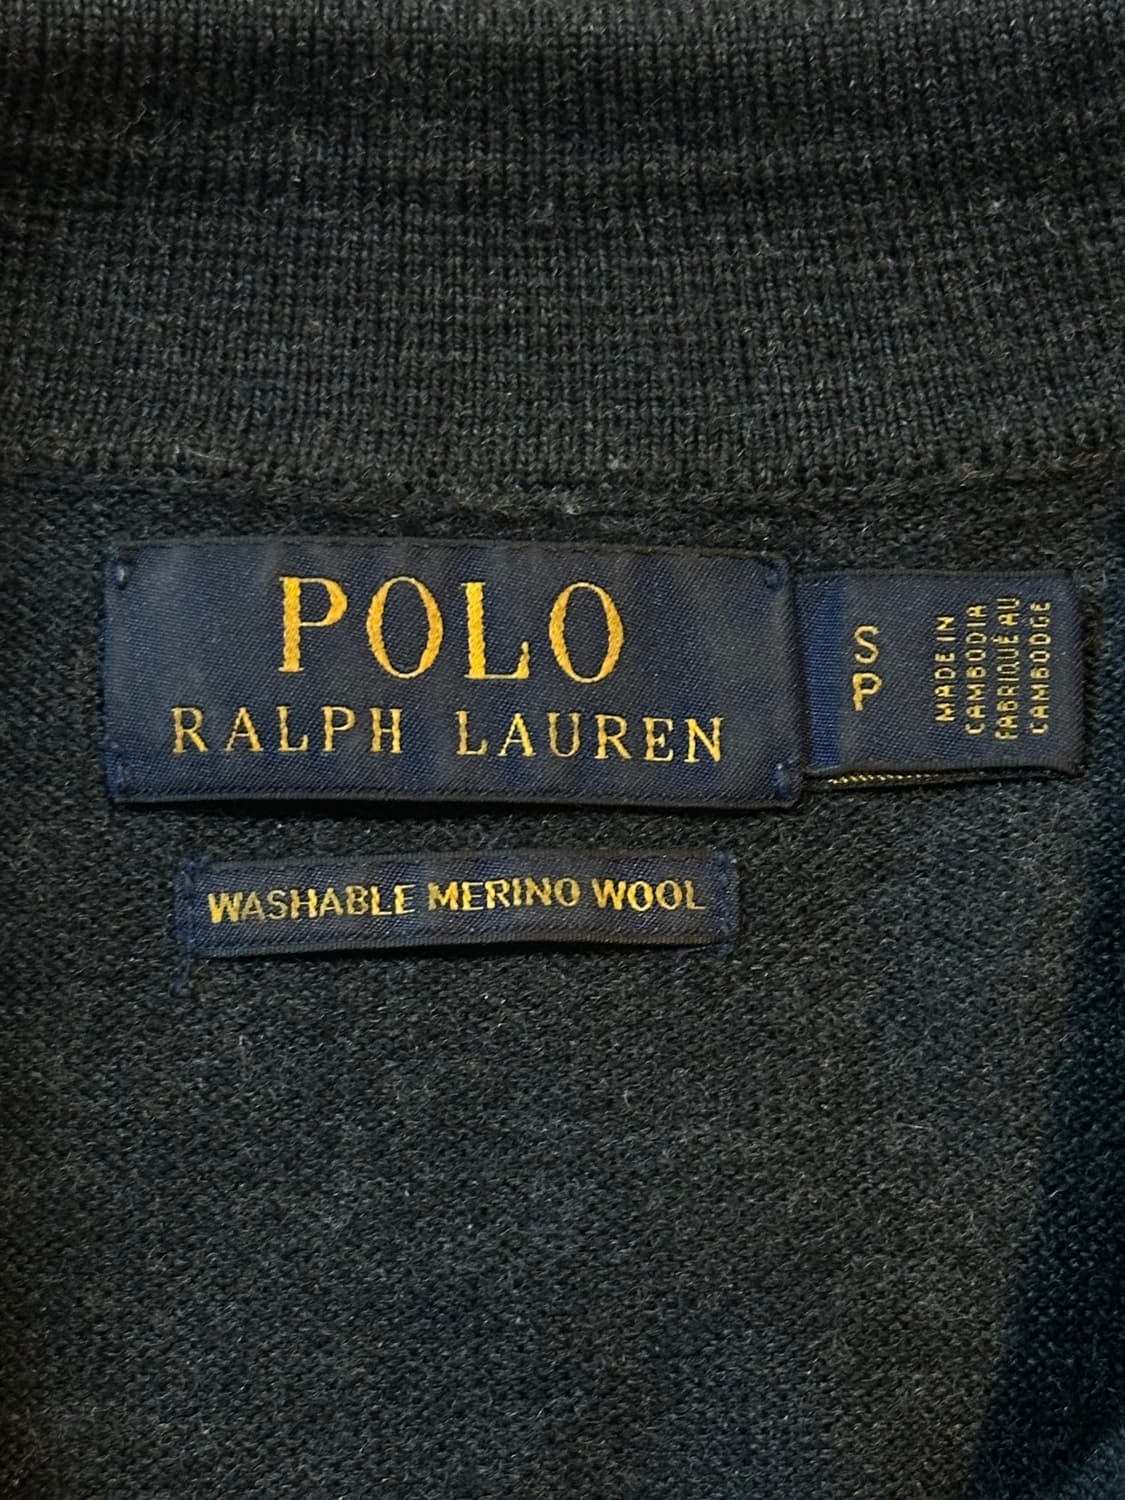 POLO
RALPH LAUREN
S
P
MADE IN
CAMBODIA
FABRIQUÉ AU
CAMBODGE
WASHABLE MERINO WOOL